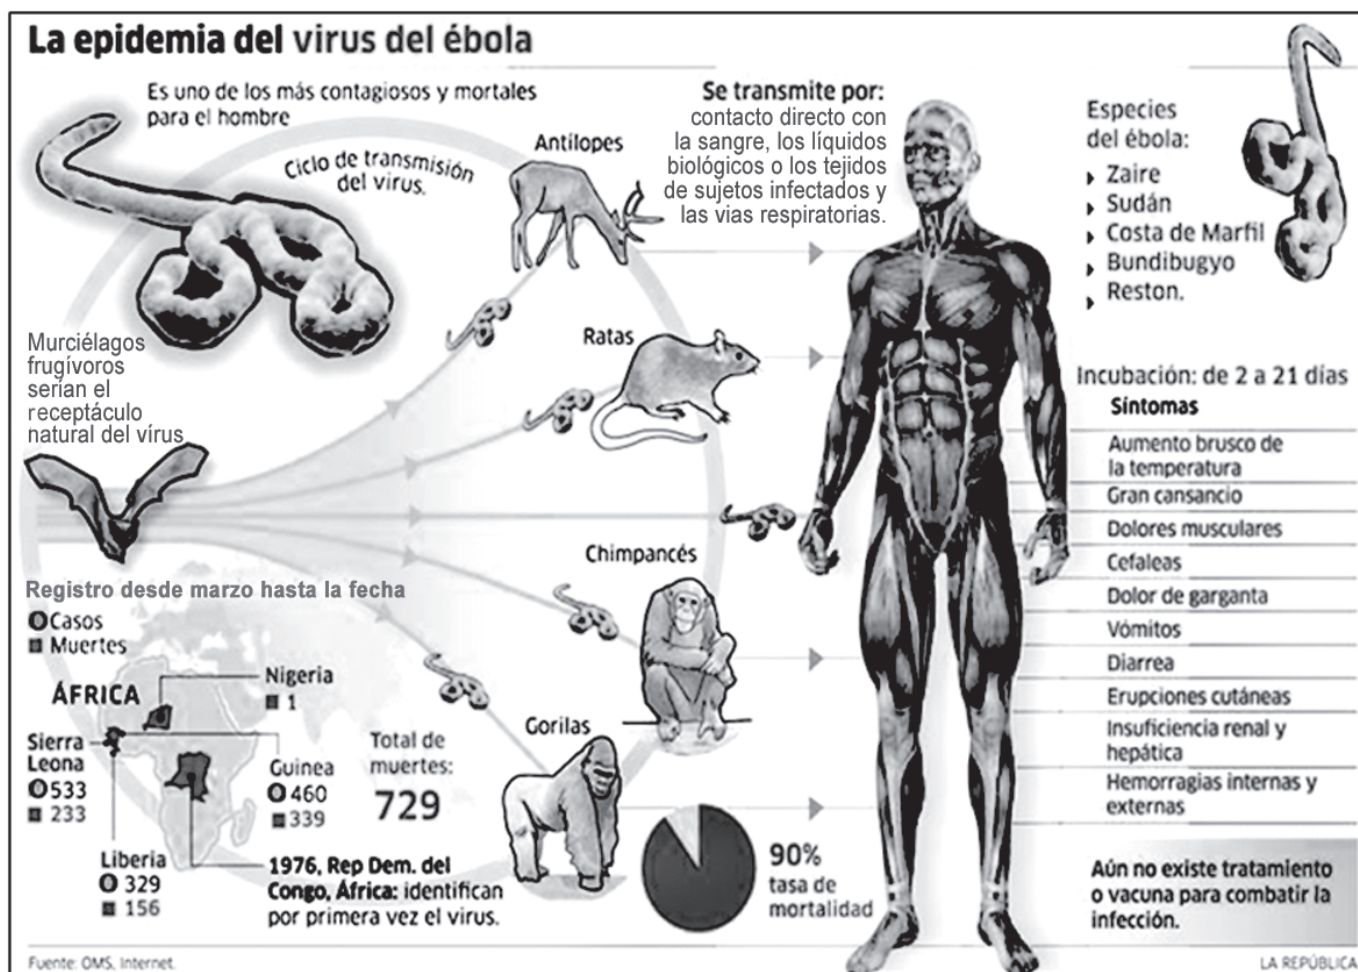 La epidemia del virus del ébola
Es uno de los más contagiosos y mortales
para el hombre
Ciclo de transmisión
del virus.
Antílopes
Se transmite por:
contacto directo con
la sangre, los líquidos
biológicos o los tejidos
de sujetos infectados y
las vias respiratorias.
Especies
del ébola:
Zaire
Sudán
Costa de Marfil
Bundibugyo
Reston.
Murciélagos
frugívoros
serían el
receptáculo
natural del vírus
Ratas
Chimpancés
Gorilas
Incubación: de 2 a 21 días
Síntomas
Aumento brusco de
la temperatura
Gran cansancio
Dolores musculares
Cefaleas
Dolor de garganta
Vómitos
Diarrea
Erupciones cutáneas
Insuficiencia renal y
hepática
Hemorragias internas y
externas
Registro desde marzo hasta la fecha
Casos
Muertes
ÁFRICA
Nigeria
1
Sierra
Leona
533
233
Guinea
460
339
Liberia
329
156
Total de
muertes:
729
1976, Rep Dem. del
Congo, África: identifican
por primera vez el virus.
90%
tasa de
mortalidad
Aún no existe tratamiento
o vacuna para combatir la
infección.
Fuente: OMS, Internet.
LA REPÚBLICA